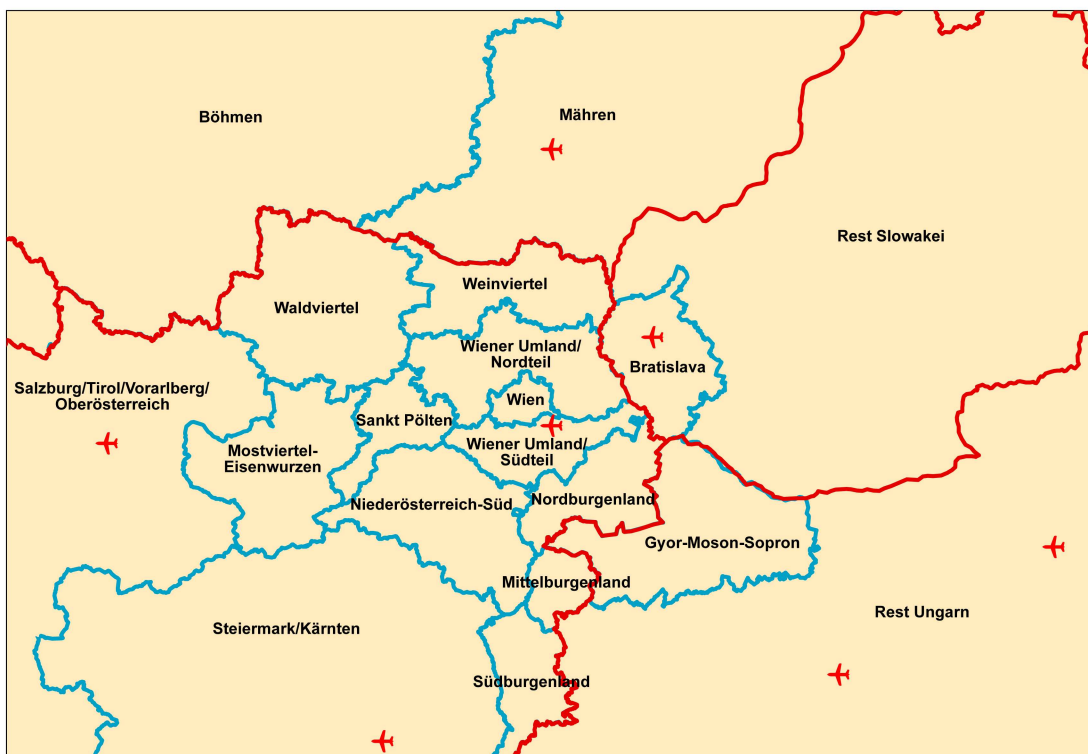 Böhmen
Mähren
Rest Slowakei
Weinviertel
Waldviertel
Wiener Umland/
Nordteil
Bratislava
Salzburg/Tirol/Vorarlberg/
Oberösterreich
Wien
Sankt Pölten
Mostviertel-
Eisenwurzen
Wiener Umland/
Südteil
Niederösterreich-Süd
Nordburgenland
Gyor-Moson-Sopron
Mittelburgenland
Rest Ungarn
Steiermark/Kärnten
Südburgenland